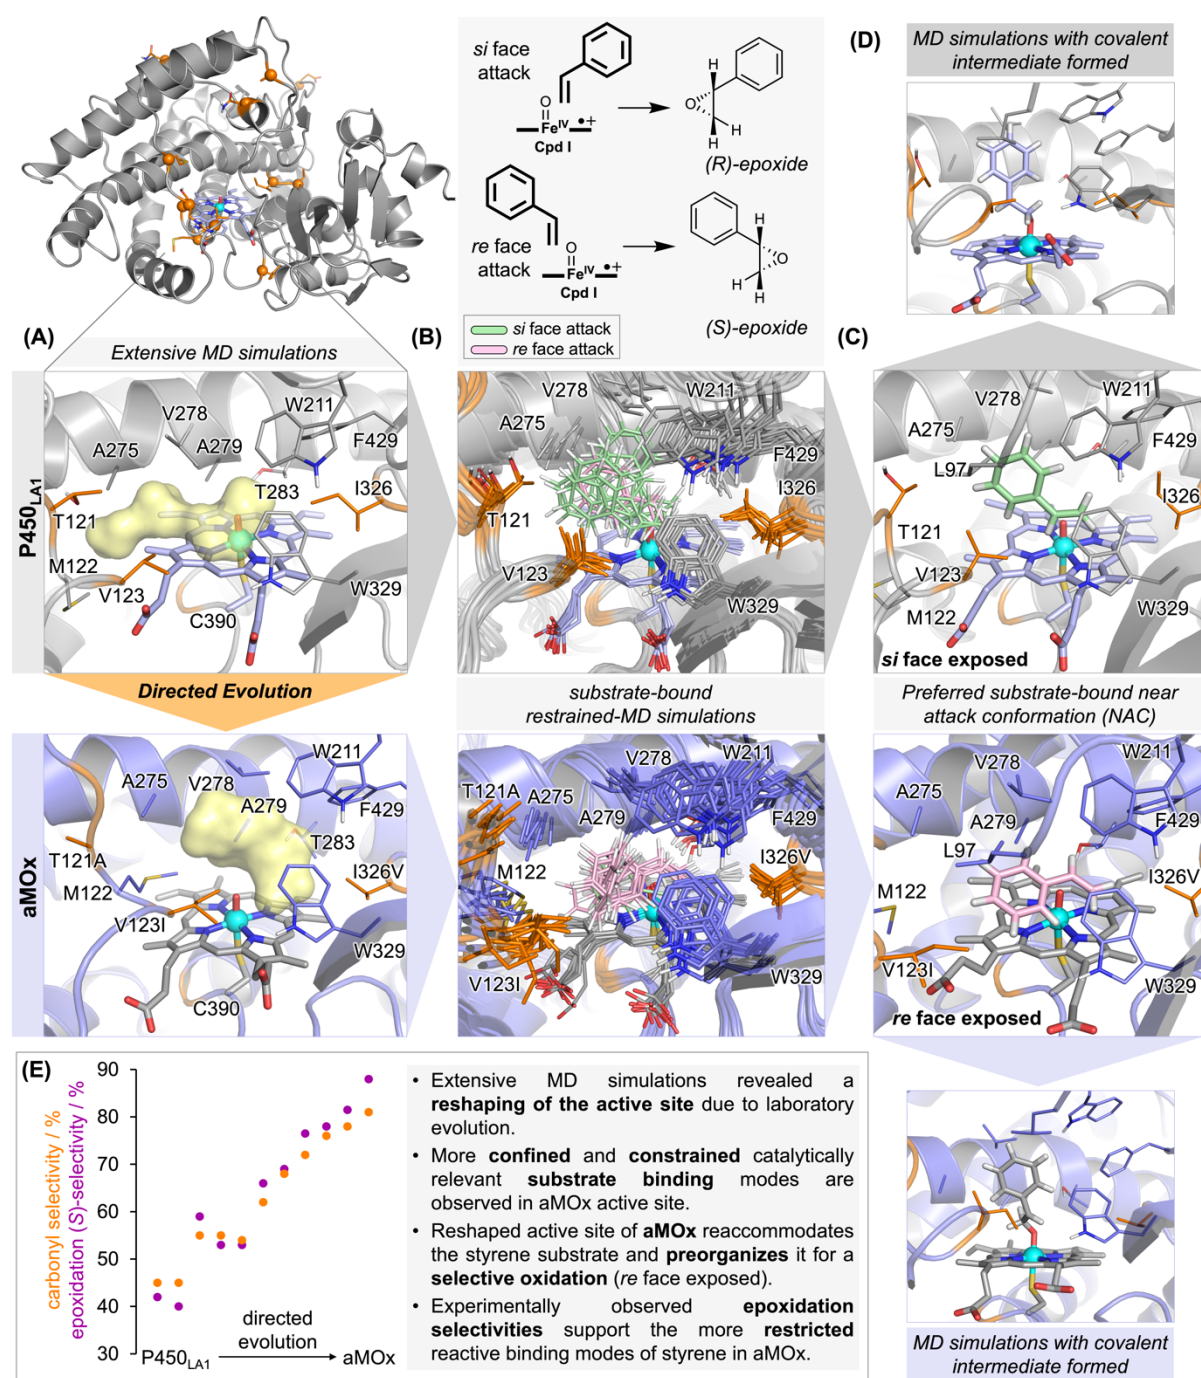 si face
attack
O
Fe^IV
•+
Cpd I
O
H
H
H
(R)-epoxide
re face
attack
O
Fe^IV
•+
Cpd I
H
O
H
H
(S)-epoxide
si face attack
re face attack
(D)
MD simulations with covalent
intermediate formed
(A)
Extensive MD simulations
(B)
(C)
P450LA1
V278
W211
A275
A279
F429
T283
I326
T121
M122
V123
W329
C390
V278
W211
F429
I326
T121
V123
W329
V278
W211
A275
F429
L97
I326
T121
V123
M122
W329
si face exposed
Directed Evolution
substrate-bound
restrained-MD simulations
Preferred substrate-bound near
attack conformation (NAC)
aMOx
W211
V278
A275
A279
F429
T283
T121A
I326V
M122
V123I
W329
C390
V278
W211
T121A
A275
A279
F429
M122
I326V
V123I
W329
W211
V278
A275
F429
A279
L97
I326V
M122
V123I
W329
re face exposed
(E)
carbonyl selectivity / %
epoxidation (S)-selectivity / %
90
80
70
60
50
40
30
directed
evolution
P450LA1
aMOx
• Extensive MD simulations revealed a
reshaping of the active site due to laboratory
evolution.
• More confined and constrained catalytically
relevant substrate binding modes are
observed in aMOx active site.
• Reshaped active site of aMOx reaccommodates
the styrene substrate and preorganizes it for a
selective oxidation (re face exposed).
• Experimentally observed epoxidation
selectivities support the more restricted
reactive binding modes of styrene in aMOx.
MD simulations with covalent
intermediate formed